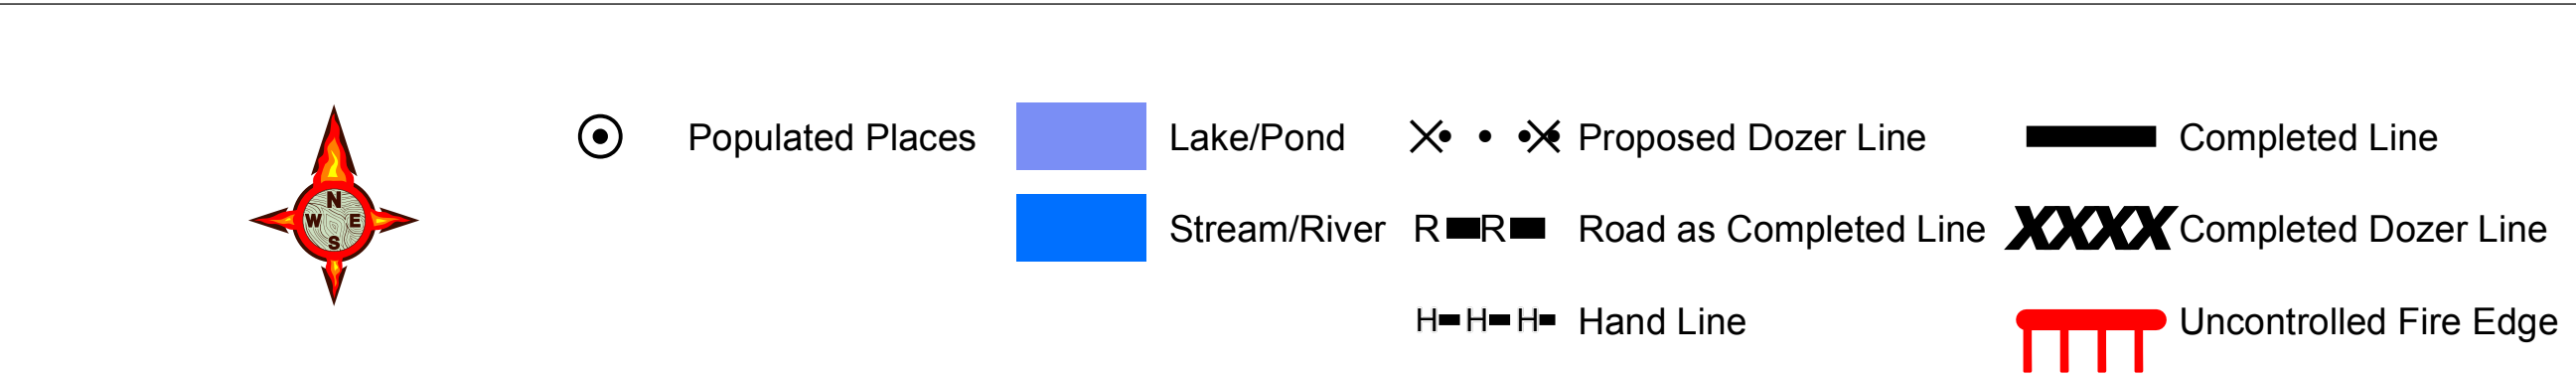 N
W E
S
Populated Places
Lake/Pond
Stream/River
Proposed Dozer Line
R R Road as Completed Line
H H H Hand Line
Completed Line
XXXX Completed Dozer Line
Uncontrolled Fire Edge